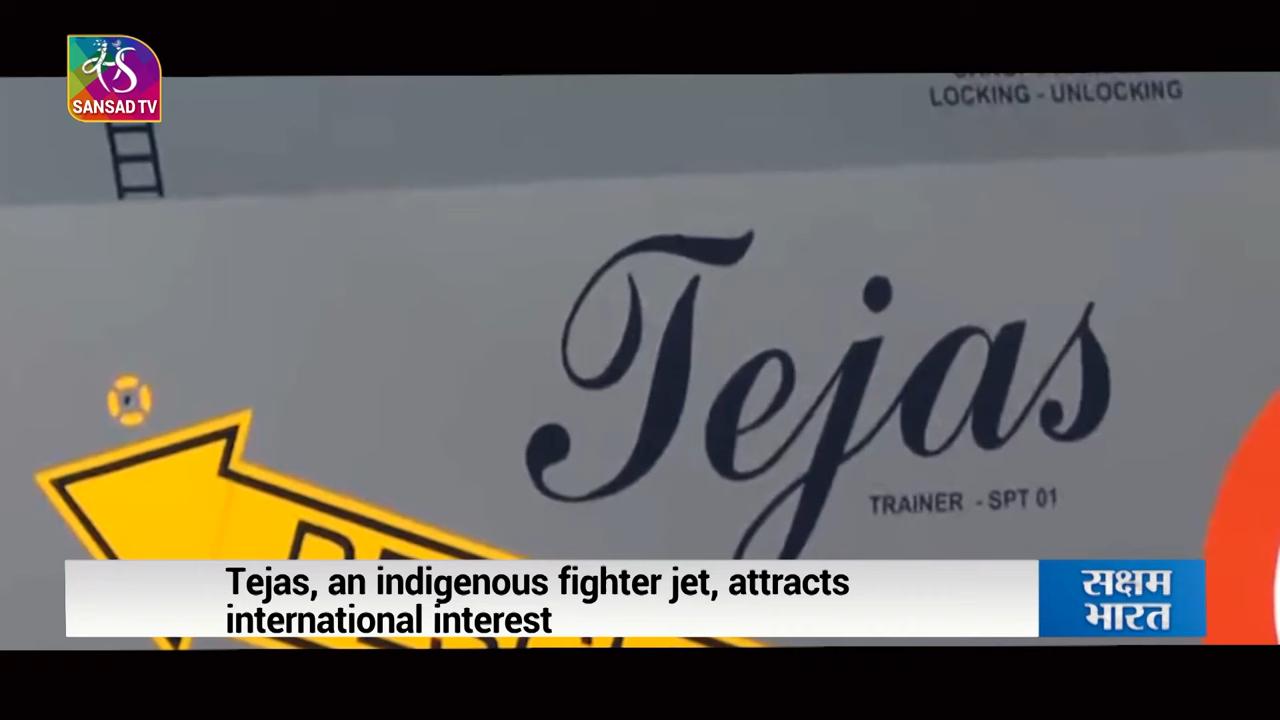 SANSAD TV
LOCKING - UNLOCKING
Tejas
TRAINER - SPT 01
Tejas, an indigenous fighter jet, attracts
international interest
सक्षम
भारत